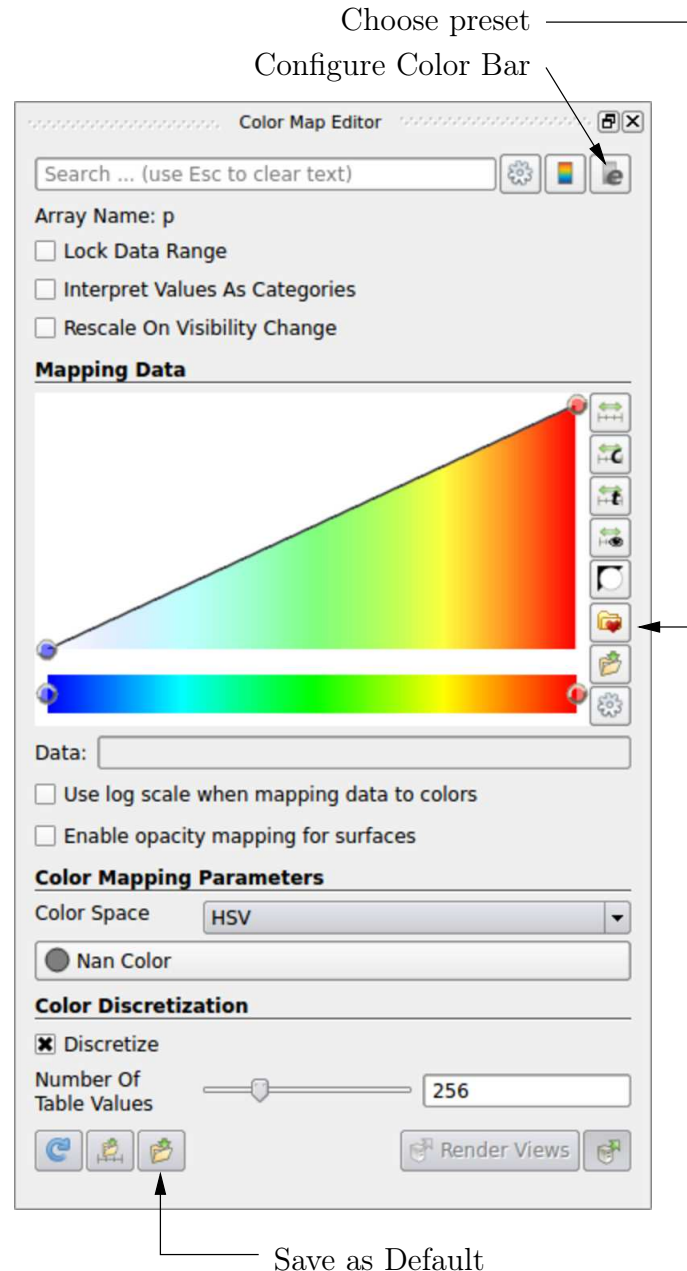 Choose preset
Configure Color Bar
Color Map Editor
Search ... (use Esc to clear text)
e
Array Name: p
Lock Data Range
Interpret Values As Categories
Rescale On Visibility Change
Mapping Data
C
t
Data:
Use log scale when mapping data to colors
Enable opacity mapping for surfaces
Color Mapping Parameters
Color Space HSV
Nan Color
Color Discretization
Discretize
Number Of
Table Values 256
Render Views
Save as Default